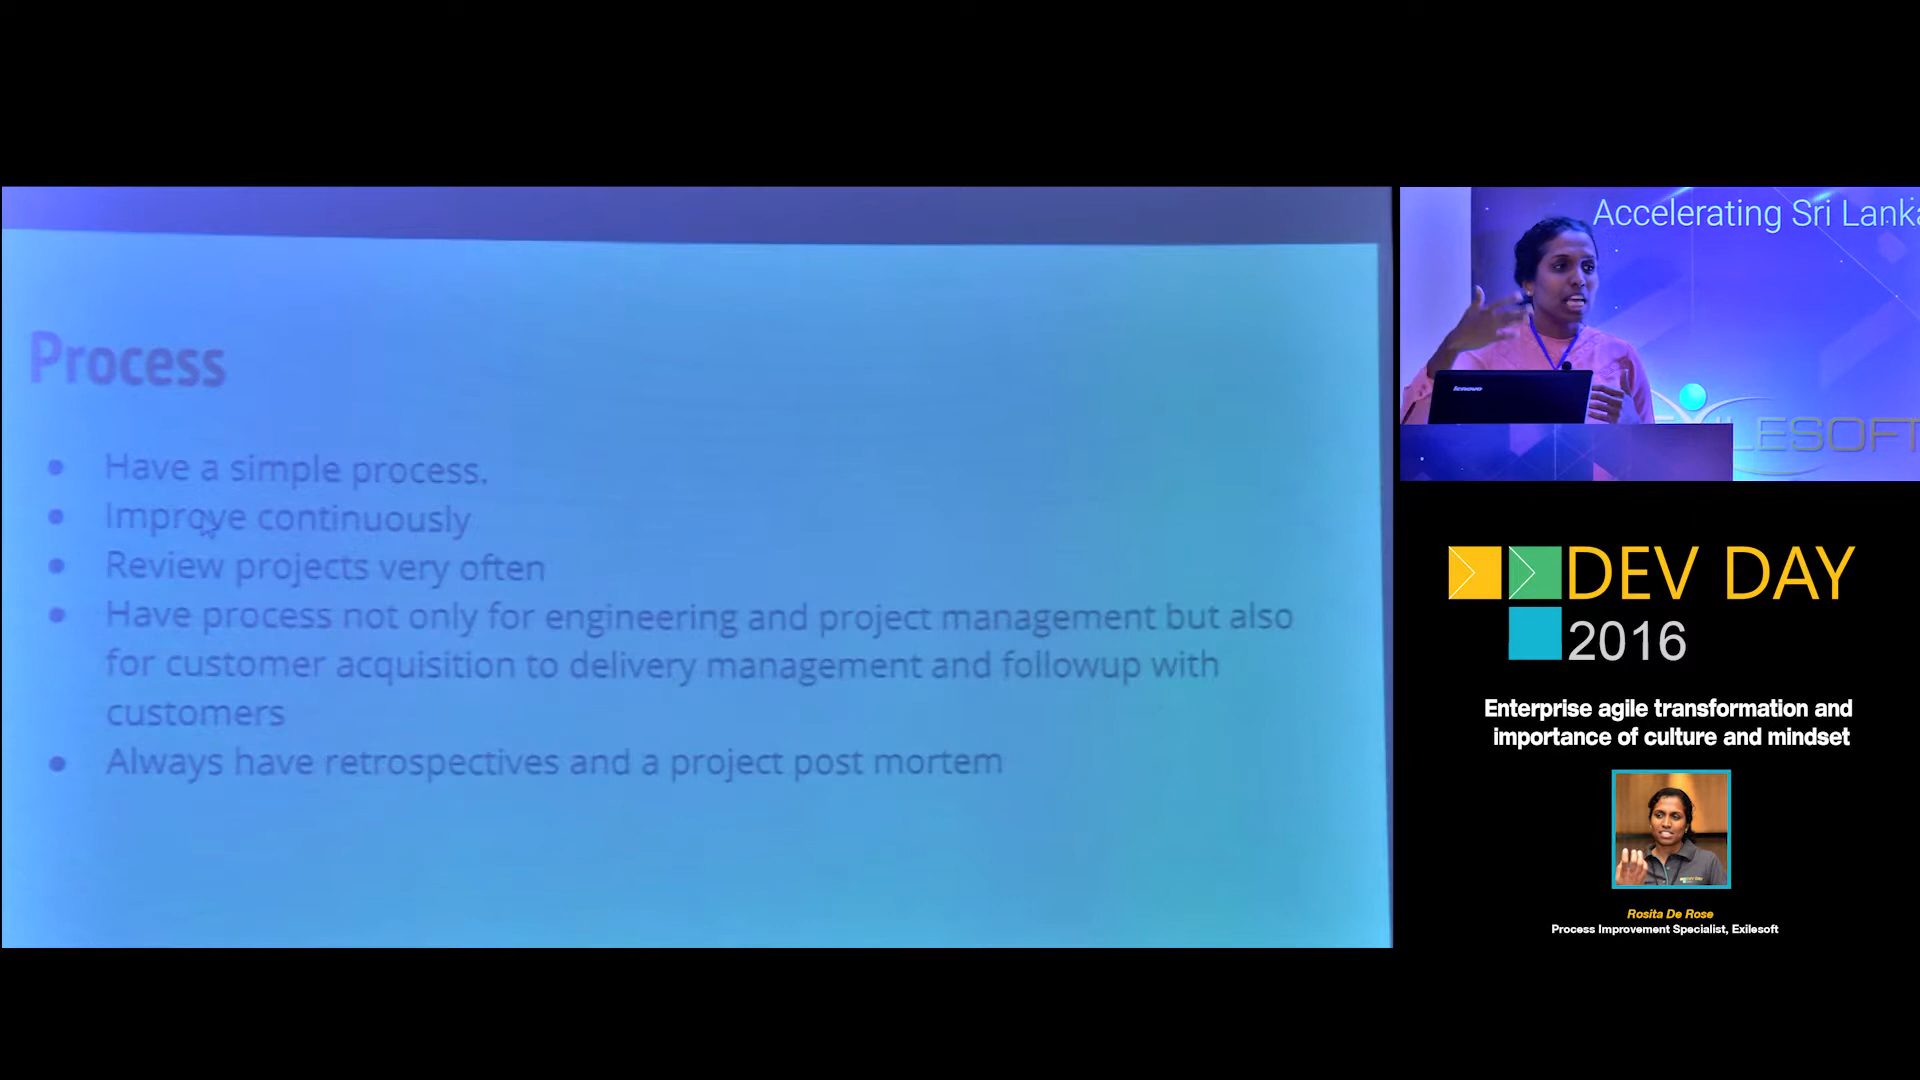 Process
Have a simple process.
Improve continuously
Review projects very often
Have process not only for engineering and project management but also
for customer acquisition to delivery management and followup with
customers
Always have retrospectives and a project post mortem
Accelerating Sri Lanka
lenovo
EXILESOFT
DEV DAY
2016
Enterprise agile transformation and
importance of culture and mindset
Rosita De Rose
Process Improvement Specialist, Exilesoft